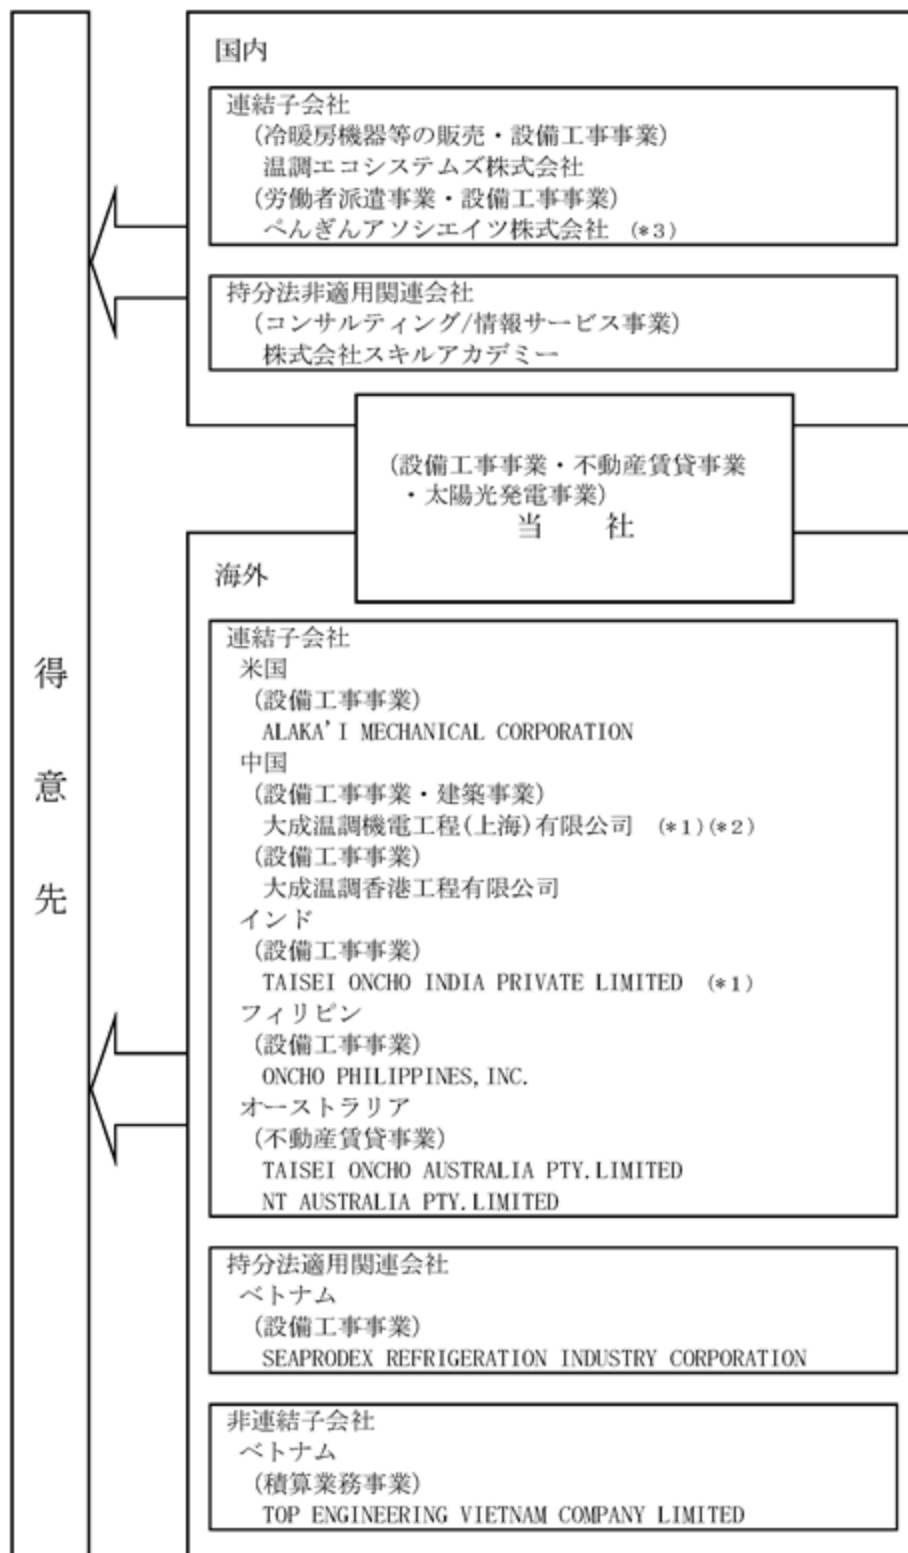 国内
連結子会社
(冷暖房機器等の販売・設備工事事業)
温調エコシステムズ株式会社
(労働者派遣事業・設備工事事業)
ぺんぎんアソシエイツ株式会社 (*3)
持分法非適用関連会社
(コンサルティング/情報サービス事業)
株式会社スキルアカデミー
(設備工事事業・不動産賃貸事業
・太陽光発電事業)
当 社
海外
連結子会社
米国
(設備工事事業)
ALAKA'I MECHANICAL CORPORATION
中国
(設備工事事業・建築事業)
大成温調機電工程(上海)有限公司 (*1)(*2)
(設備工事事業)
大成温調香港工程有限公司
インド
(設備工事事業)
TAISEI ONCHO INDIA PRIVATE LIMITED (*1)
フィリピン
(設備工事事業)
ONCHO PHILIPPINES,INC.
オーストラリア
(不動産賃貸事業)
TAISEI ONCHO AUSTRALIA PTY.LIMITED
NT AUSTRALIA PTY.LIMITED
持分法適用関連会社
ベトナム
(設備工事事業)
SEAPRODEX REFRIGERATION INDUSTRY CORPORATION
非連結子会社
ベトナム
(積算業務事業)
TOP ENGINEERING VIETNAM COMPANY LIMITED
得意先